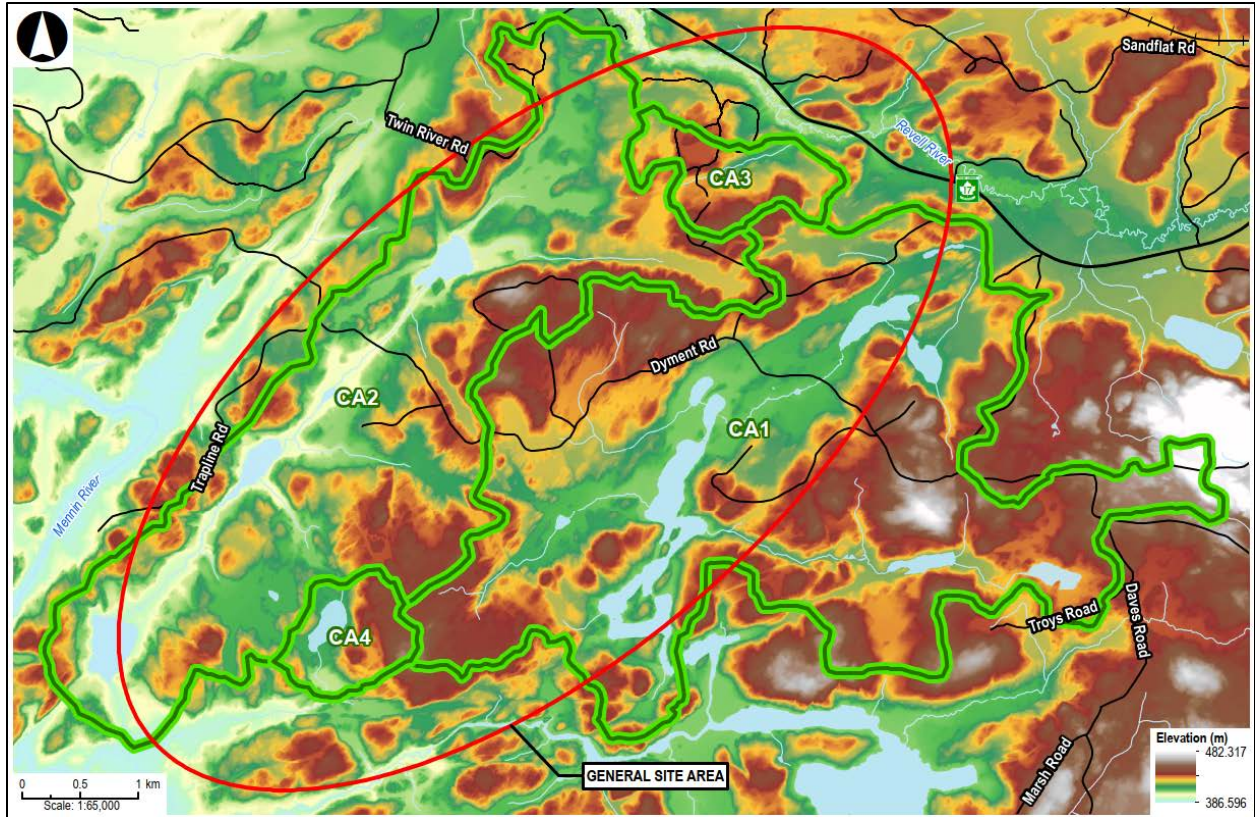 Sandflat Rd
Twin River Rd
Revell River
CA3
17
Dyment Rd
CA2
CA1
Trapline Rd
Mennin River
CA4
Troys Road
Daves Road
Marsh Road
GENERAL SITE AREA
Elevation (m)
482.317
386.596
0 0.5 1 km
Scale: 1:65,000